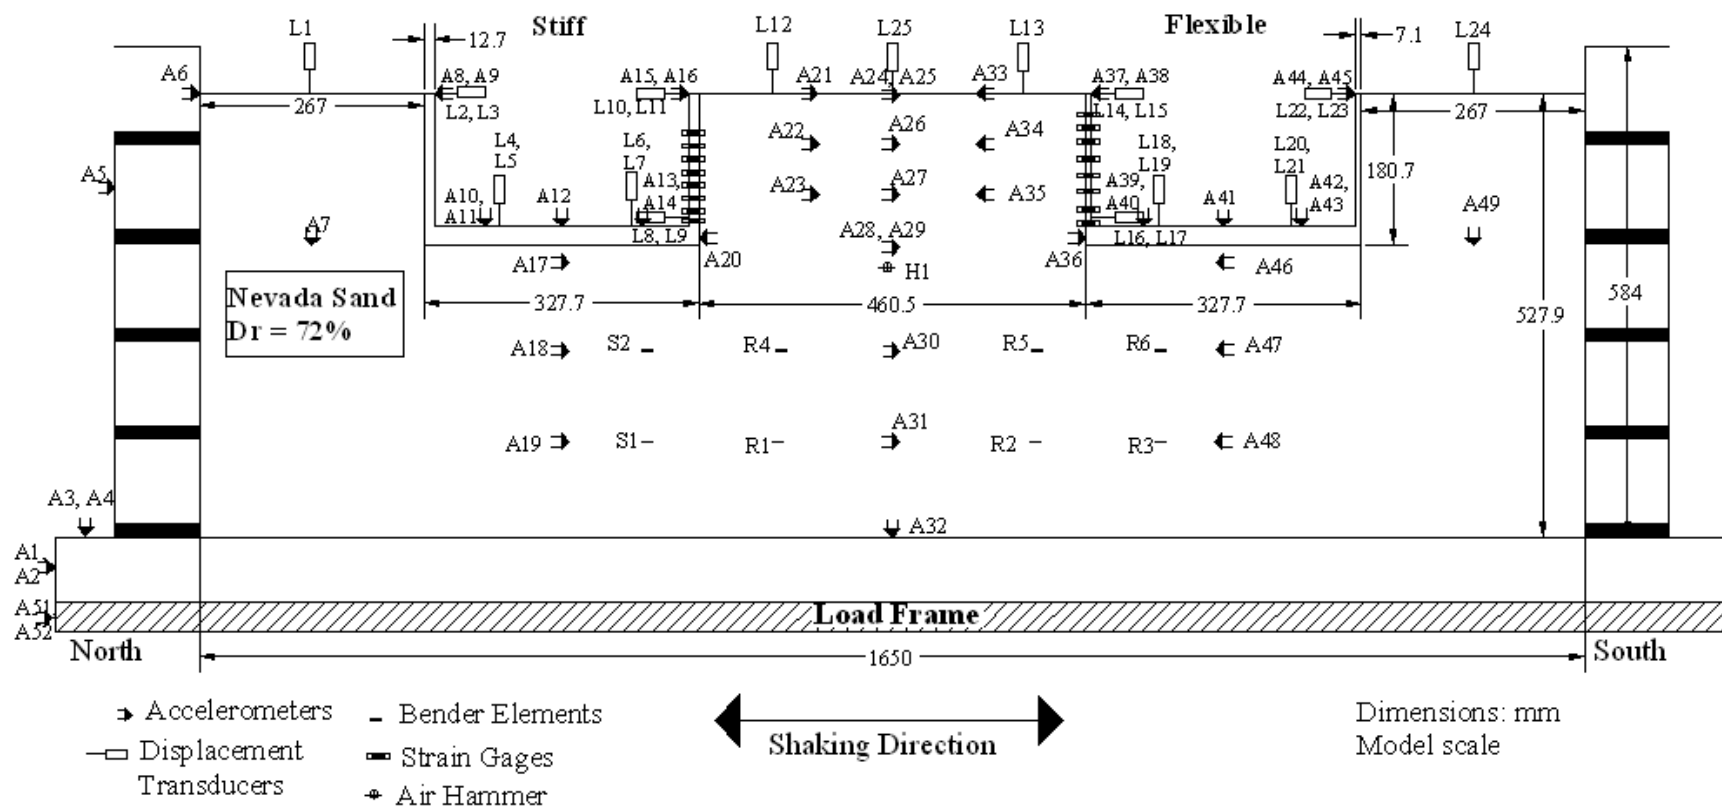 L1
12.7
Stiff
L12
L25
L13
Flexible
7.1
L24
A6
A8, A9
A15, A16
A21
A24, A25
A33
A37, A38
A44, A45
267
L2, L3
L10, L11
L14, L15
L22, L23
267
L4,
L5
L6,
L7
A22
A26
A34
L18,
L19
L20,
L21
A5
A13,
A14
A23
A27
A35
A39,
A40
180.7
A10,
A11
A12
A41
A42,
A43
A7
L8, L9
A28, A29
L16, L17
A49
A17
A20
H1
A36
A46
Nevada Sand
Dr = 72%
327.7
460.5
327.7
584
527.9
A18
S2
R4
A30
R5
R6
A47
A19
S1
R1
A31
R2
R3
A48
A3, A4
A32
A1
A2
A51
A52
Load Frame
North
1650
South
Accelerometers
Bender Elements
Dimensions: mm
Displacement
Transducers
Strain Gages
Shaking Direction
Model scale
Air Hammer